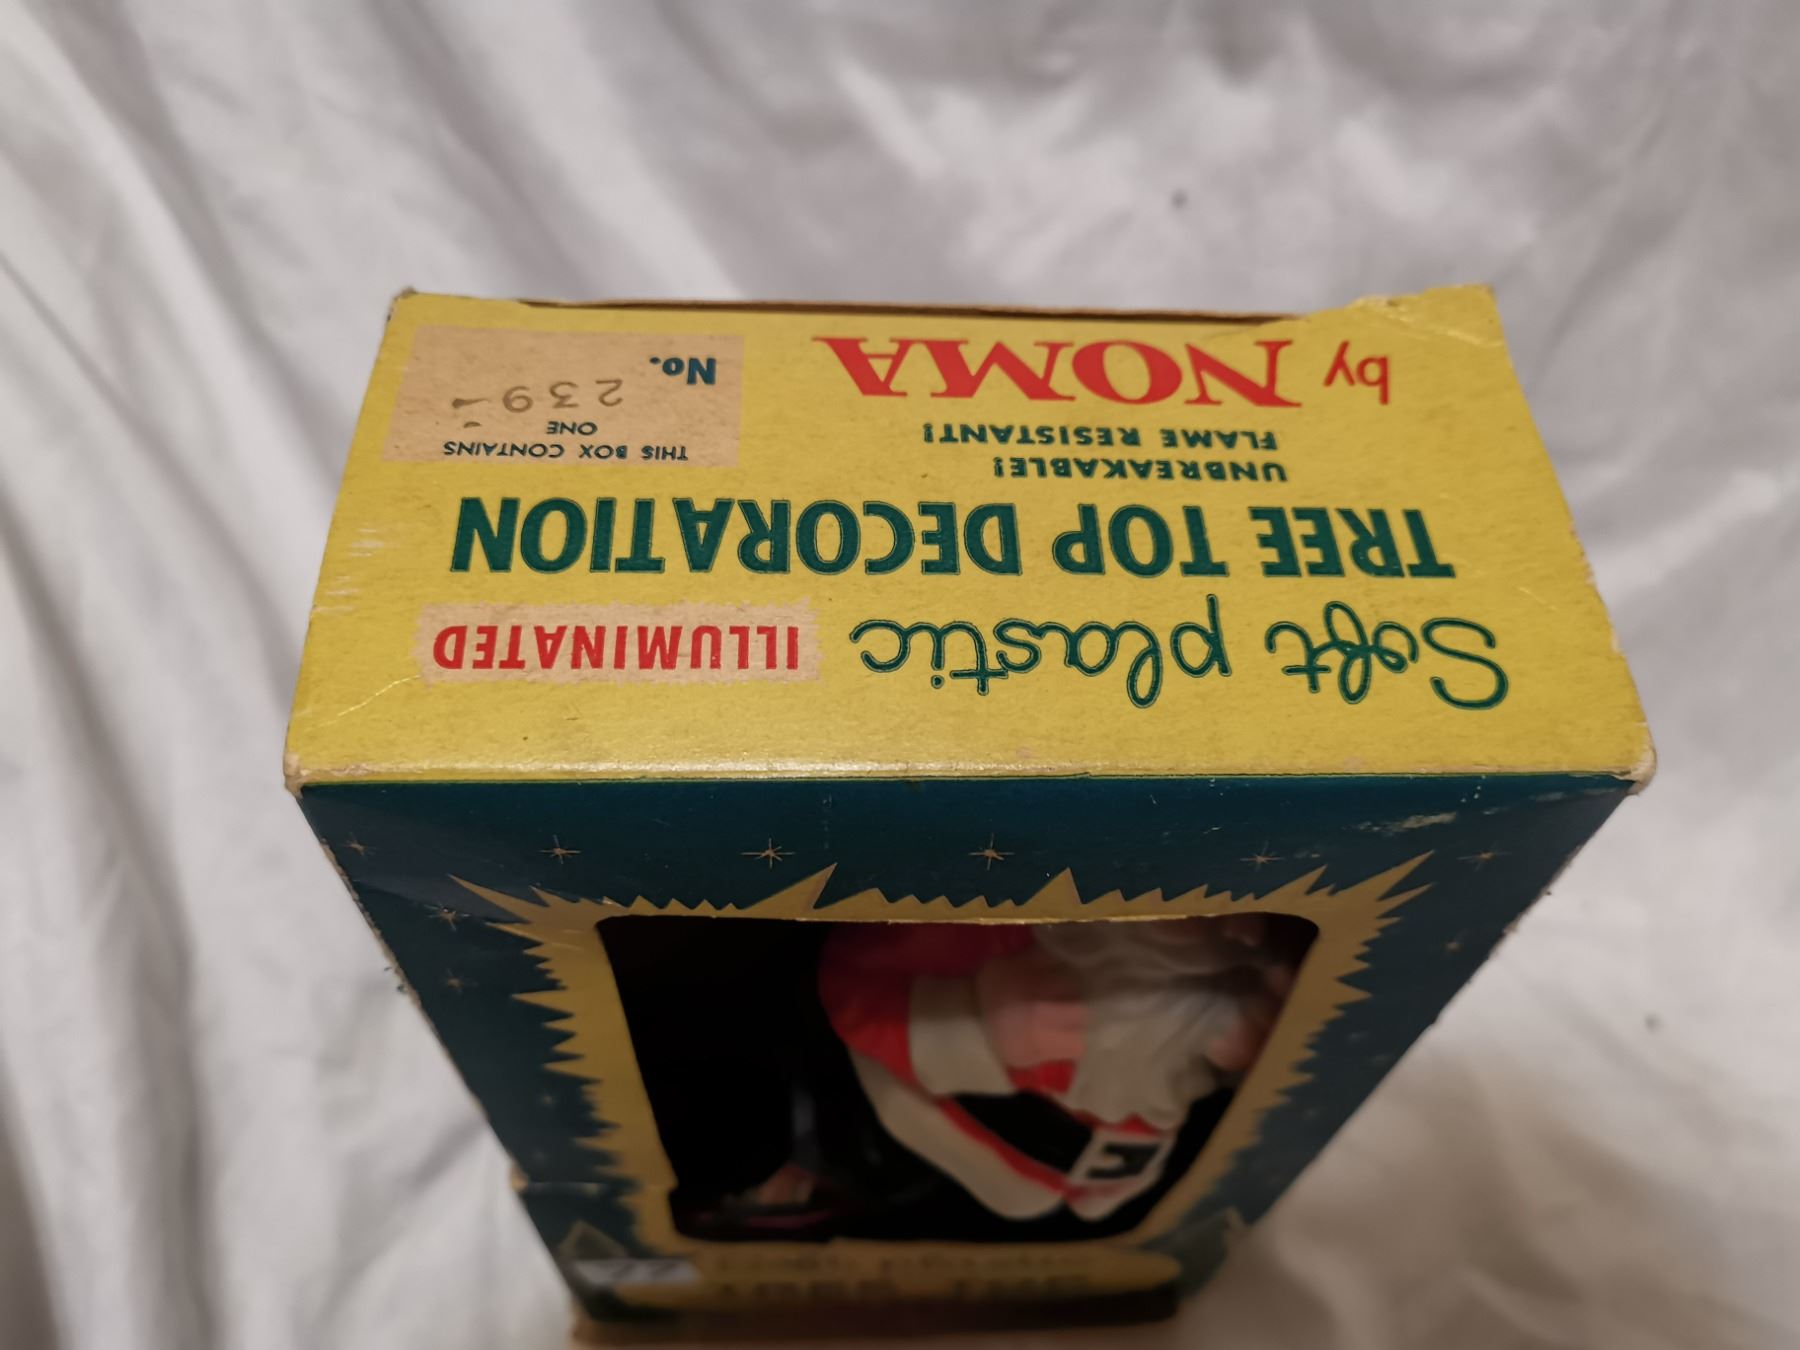 Soft plastic ILLUMINATED
TREE TOP DECORATION
UNBREAKABLE!
FLAME RESISTANT!
by NOMA
THIS BOX CONTAINS
ONE
No. 239-